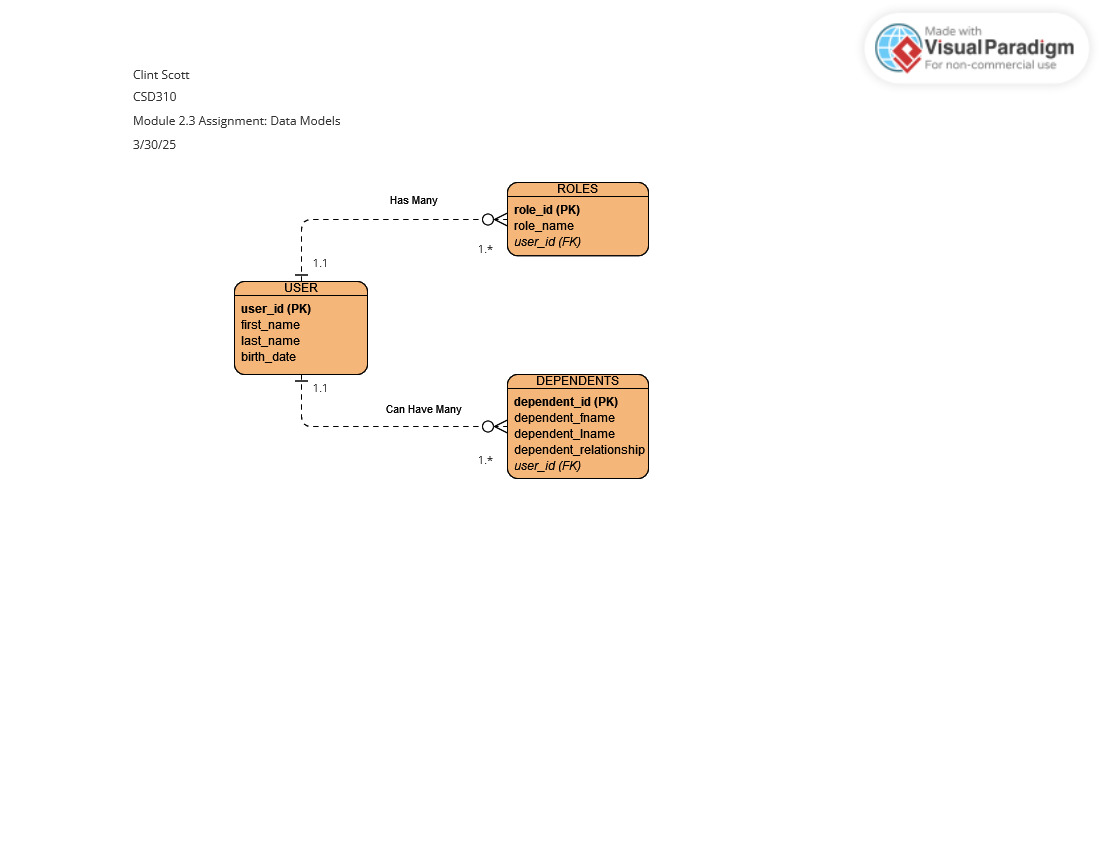 Made with
Visual Paradigm
For non-commercial use
Clint Scott
CSD310
Module 2.3 Assignment: Data Models
3/30/25
Has Many
ROLES
role_id (PK)
role_name
user_id (FK)
1.*
1.1
USER
user_id (PK)
first_name
last_name
birth_date
1.1
Can Have Many
DEPENDENTS
dependent_id (PK)
dependent_fname
dependent_lname
dependent_relationship
user_id (FK)
1.*